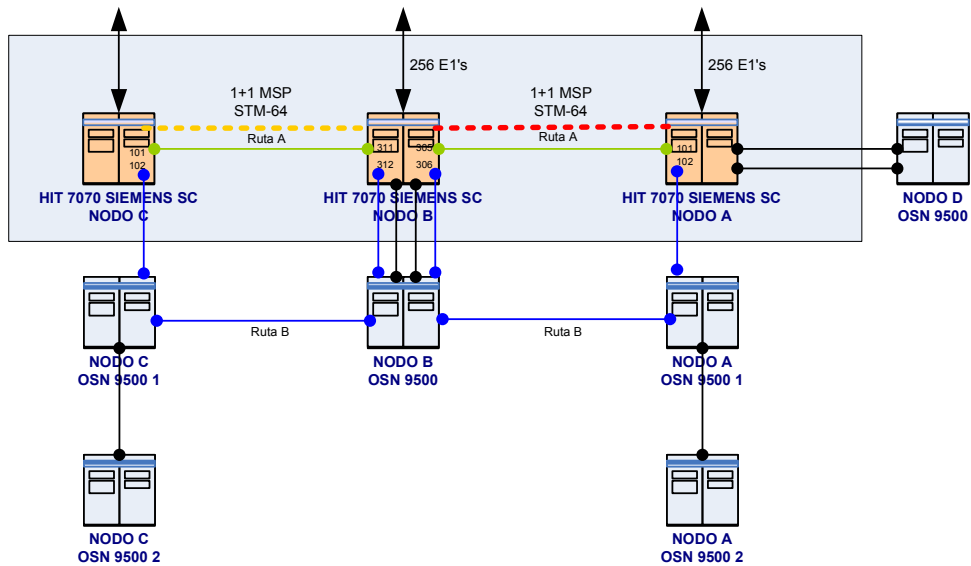 256 E1's
256 E1's
1+1 MSP
STM-64
1+1 MSP
STM-64
Ruta A
Ruta A
101
102
311
312
305
306
101
102
HIT 7070 SIEMENS SC
NODO C
HIT 7070 SIEMENS SC
NODO B
HIT 7070 SIEMENS SC
NODO A
NODO D
OSN 9500
Ruta B
Ruta B
NODO C
OSN 9500 1
NODO B
OSN 9500
NODO A
OSN 9500 1
NODO C
OSN 9500 2
NODO A
OSN 9500 2